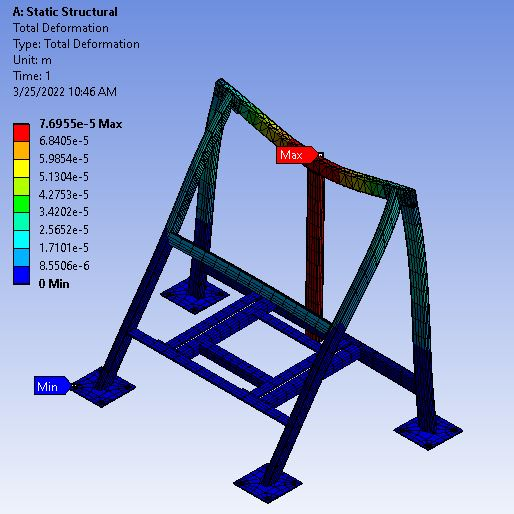 A: Static Structural
Total Deformation
Type: Total Deformation
Unit: m
Time: 1
3/25/2022 10:46 AM
7.6955e-5 Max
6.8405e-5
5.9854e-5
5.1304e-5
4.2753e-5
3.4202e-5
2.5652e-5
1.7101e-5
8.5506e-6
0 Min
Max
Min